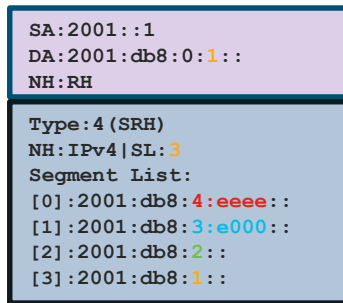 SA:2001::1
DA:2001:db8:0:1::
NH:RH
Type:4(SRH)
NH:IPv4|SL:3
Segment List:
[0]:2001:db8:4:eeee::
[1]:2001:db8:3:e000::
[2]:2001:db8:2::
[3]:2001:db8:1::